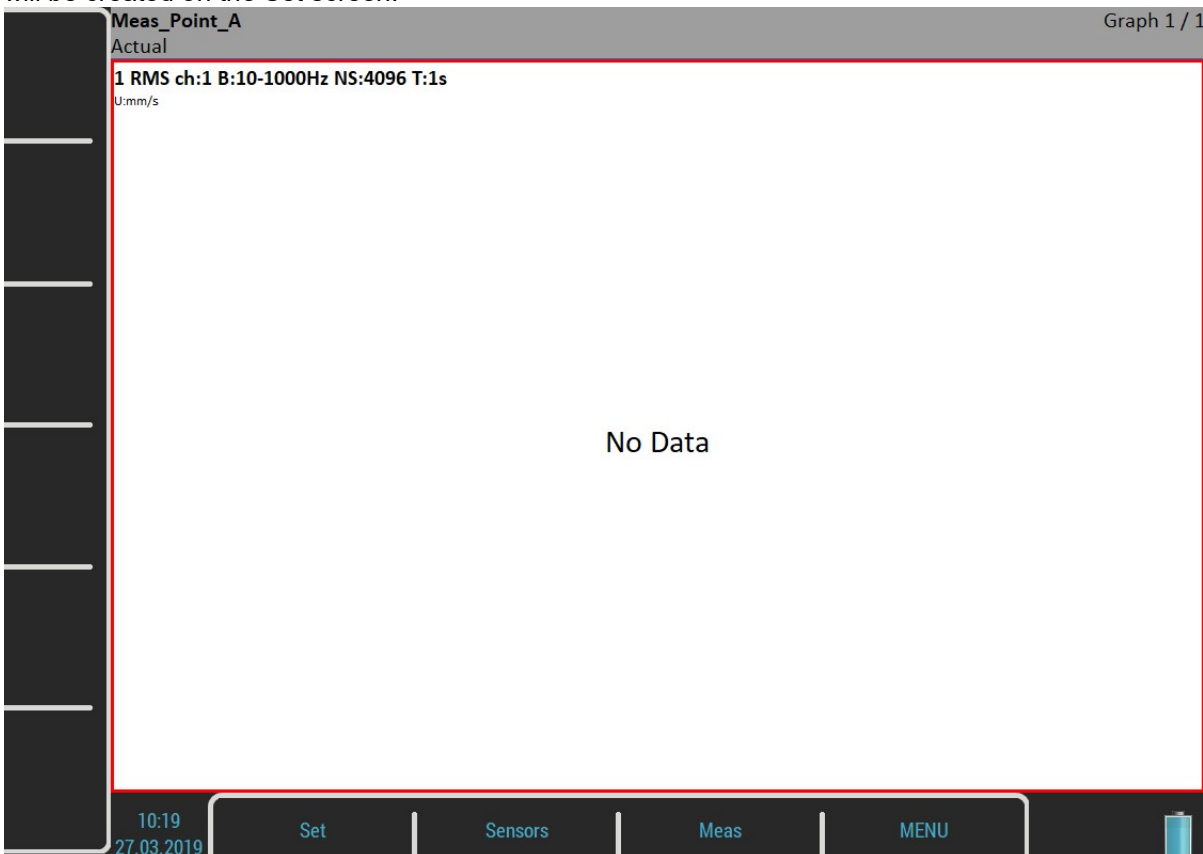 Meas_Point_A
Graph 1 / 1
Actual
1 RMS ch:1 B:10-1000Hz NS:4096 T:1s
U:mm/s
No Data
10:19
27.03.2019
Set
Sensors
Meas
MENU